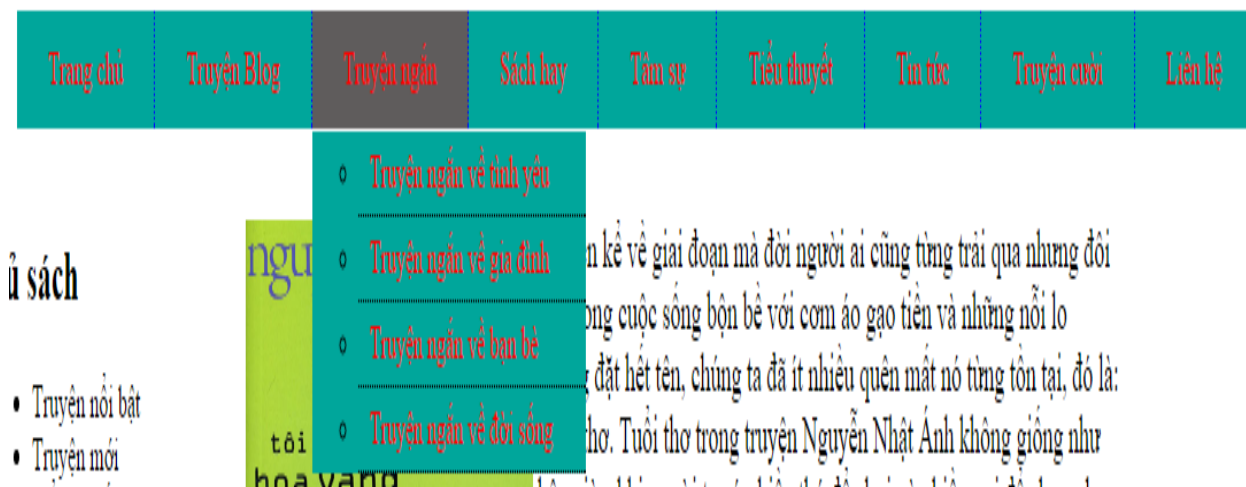 Trang chủ Truyện Blog Truyện ngắn Sách hay Tâm sự Tiểu thuyết Tin tức Truyện cười Liên hệ
Truyện ngắn về tình yêu
Truyện ngắn về gia đình
Truyện ngắn về bạn bè
Truyện ngắn về đời sống
ủ sách
Truyện nổi bật
Truyện mới
ngu
tôi
hoa vàng
n kể về giai đoạn mà đời người ai cũng từng trải qua nhưng đôi
ong cuộc sống bộn bề với cơm áo gạo tiền và những nỗi lo
g đặt hết tên, chúng ta đã ít nhiều quên mất nó từng tồn tại, đó là:
thơ. Tuổi thơ trong truyện Nguyễn Nhật Ánh không giống như